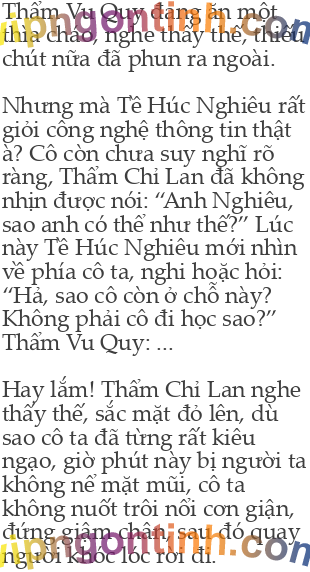 Thẩm Vu Quy đang ăn một
thìa cháo, nghe thấy thế, thiếu
chút nữa đã phun ra ngoài.
Nhưng mà Tề Húc Nghiêu rất
giỏi công nghệ thông tin thật
à? Cô còn chưa suy nghĩ rõ
ràng, Thẩm Chỉ Lan đã không
nhịn được nói: “Anh Nghiêu,
sao anh có thể như thế?” Lúc
này Tề Húc Nghiêu mới nhìn
về phía cô ta, nghi hoặc hỏi:
“Hả, sao cô còn ở chỗ này?
Không phải cô đi học sao?”
Thẩm Vu Quy: ...
Hay lắm! Thẩm Chỉ Lan nghe
thấy thế, sắc mặt đỏ lên, dù
sao cô ta đã từng rất kiêu
ngạo, giờ phút này bị người ta
không nể mặt mũi, cô ta
không nuốt trôi nổi cơn giận,
đứng giậm chân, sau đó quay
người khóc lóc rời đi.
vipngontinh.com